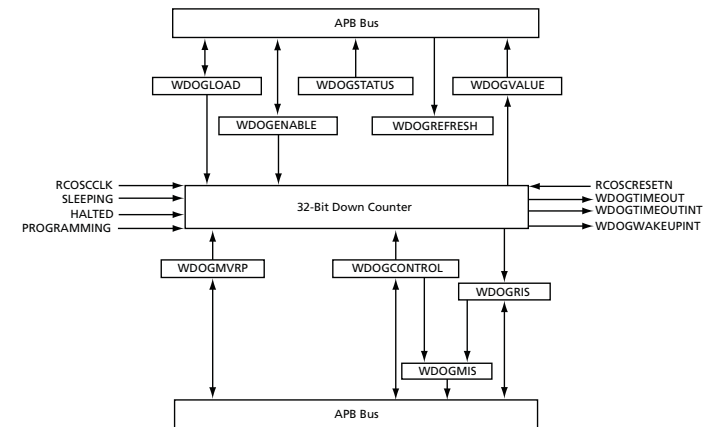 APB Bus
WDOGLOAD
WDOGSTATUS
WDOGVALUE
WDOGENABLE
WDOGREFRESH
RCOSCCLK
SLEEPING
HALTED
PROGRAMMING
32-Bit Down Counter
RCOSCRESETN
WDOGTIMEOUT
WDOGTIMEOUTINT
WDOGWAKEUPINT
WDOGMVRP
WDOGCONTROL
WDOGRIS
WDOGMIS
APB Bus